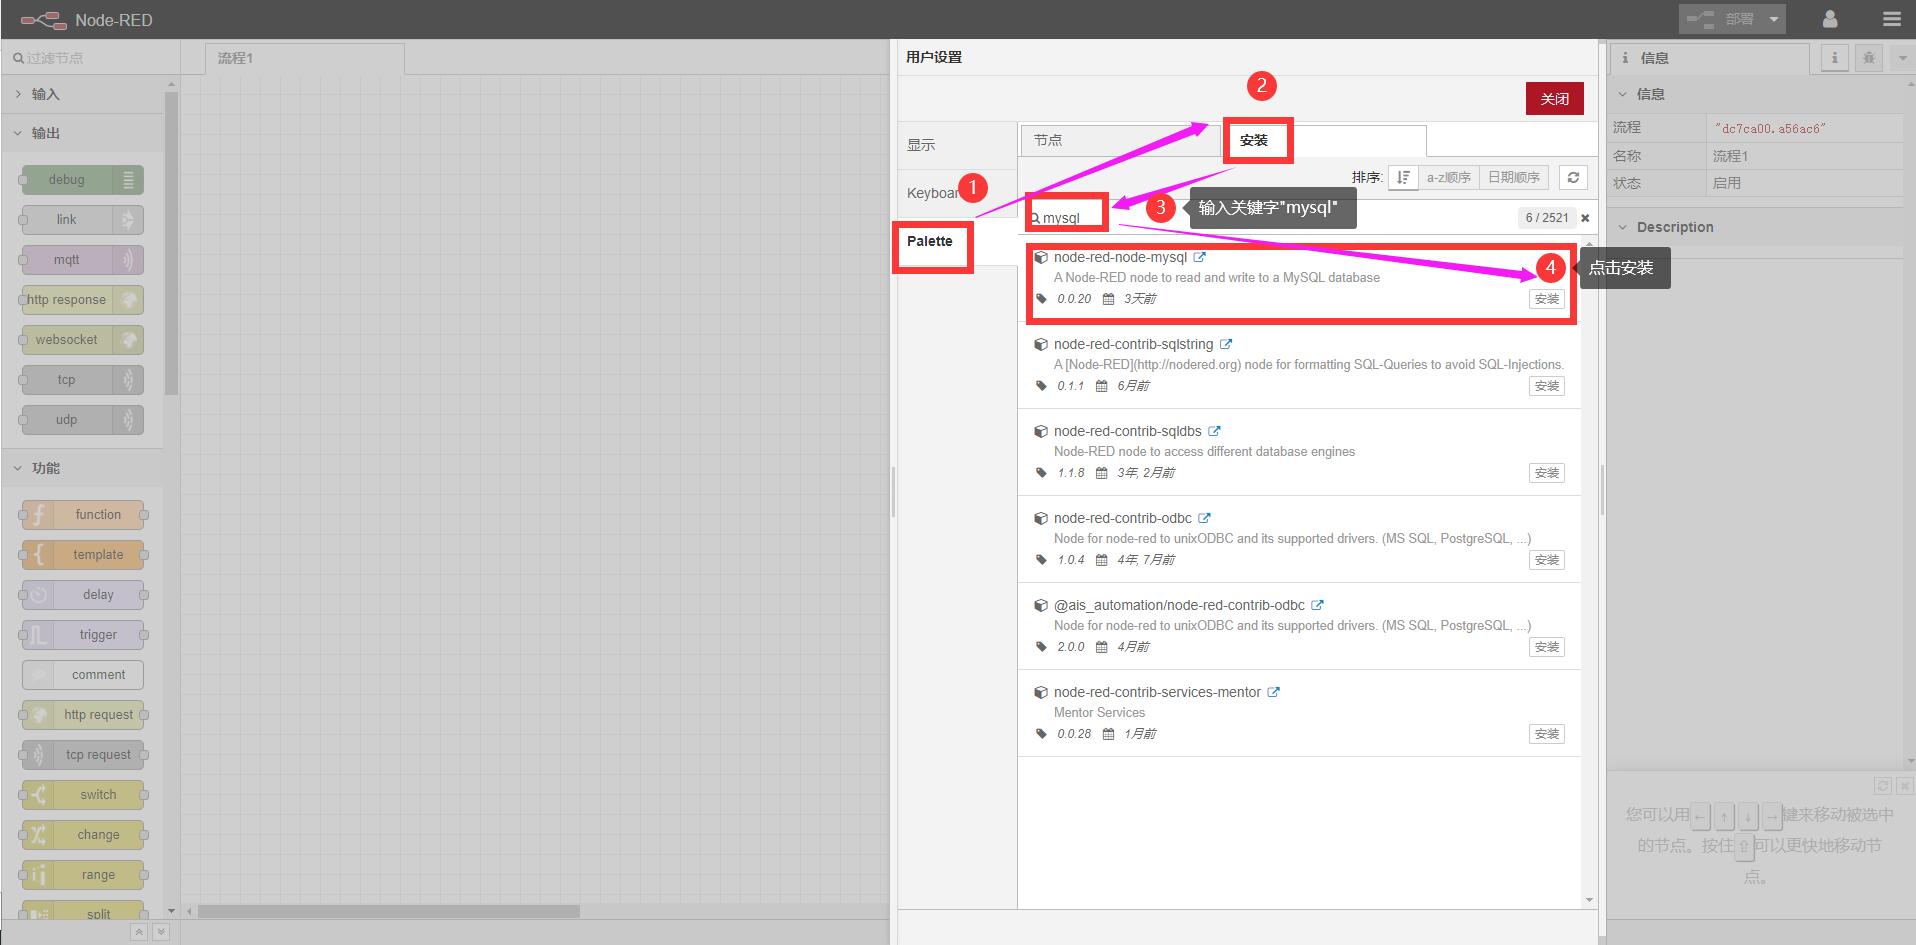 Node-RED
部署
过滤节点
流程1
输入
输出
debug
link
mqtt
http response
websocket
tcp
udp
功能
function
template
delay
trigger
comment
http request
tcp request
switch
change
range
split
用户设置
关闭
显示
Keyboar
Palette
1
2
节点
安装
排序:
a-z顺序
日期顺序
mysql
3
输入关键字"mysql"
6 / 2521
node-red-node-mysql
A Node-RED node to read and write to a MySQL database
0.0.20
3天前
安装
4
点击安装
node-red-contrib-sqlstring
A [Node-RED](http://nodered.org) node for formatting SQL-Queries to avoid SQL-Injections.
0.1.1
6月前
安装
node-red-contrib-sqldbs
Node-RED node to access different database engines
1.1.8
3年, 2月前
安装
node-red-contrib-odbc
Node for node-red to unixODBC and its supported drivers. (MS SQL, PostgreSQL, ...)
1.0.4
4年, 7月前
安装
@ais_automation/node-red-contrib-odbc
Node for node-red to unixODBC and its supported drivers. (MS SQL, PostgreSQL, ...)
2.0.0
4月前
安装
node-red-contrib-services-mentor
Mentor Services
0.0.28
1月前
安装
信息
信息
流程
"dc7ca00.a56ac6"
名称
流程1
状态
启用
Description
您可以用←↑↓→键来移动被选中
的节点。按住⇧可以更快地移动节
点。